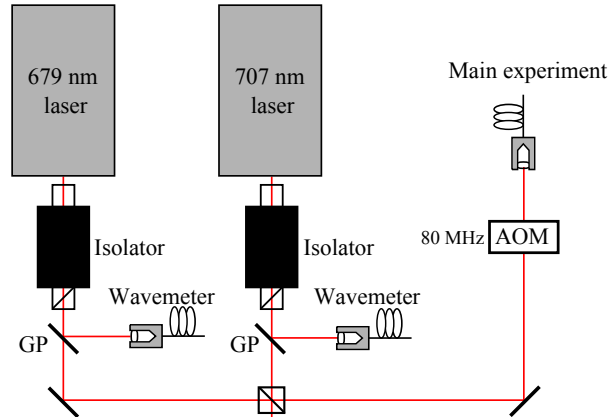 679 nm
laser
707 nm
laser
Main experiment
Isolator
Isolator
80 MHz
AOM
Wavemeter
Wavemeter
GP
GP